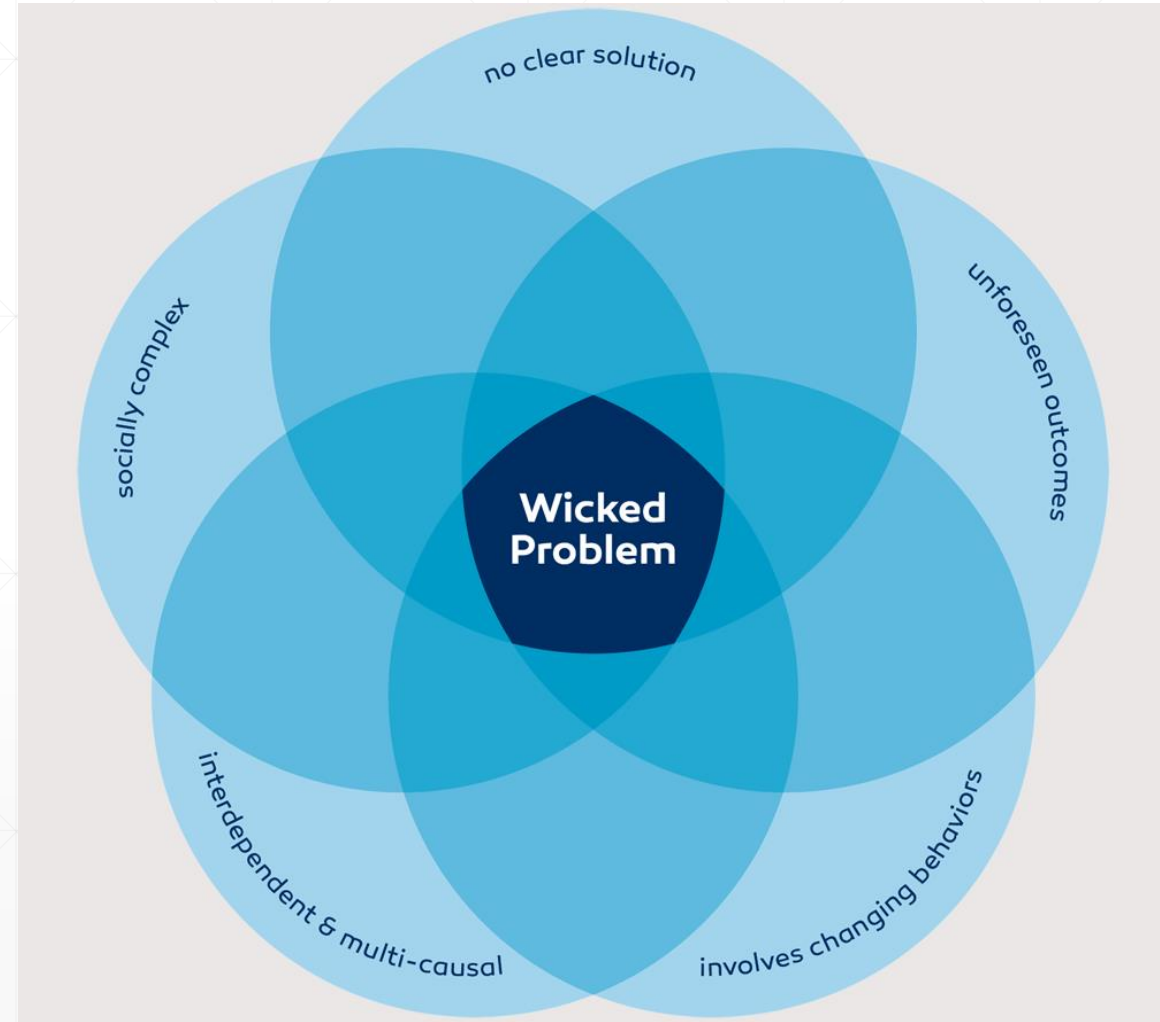 no clear solution
unforeseen outcomes
socially complex
Wicked
Problem
interdependent & multi-causal
involves changing behaviors